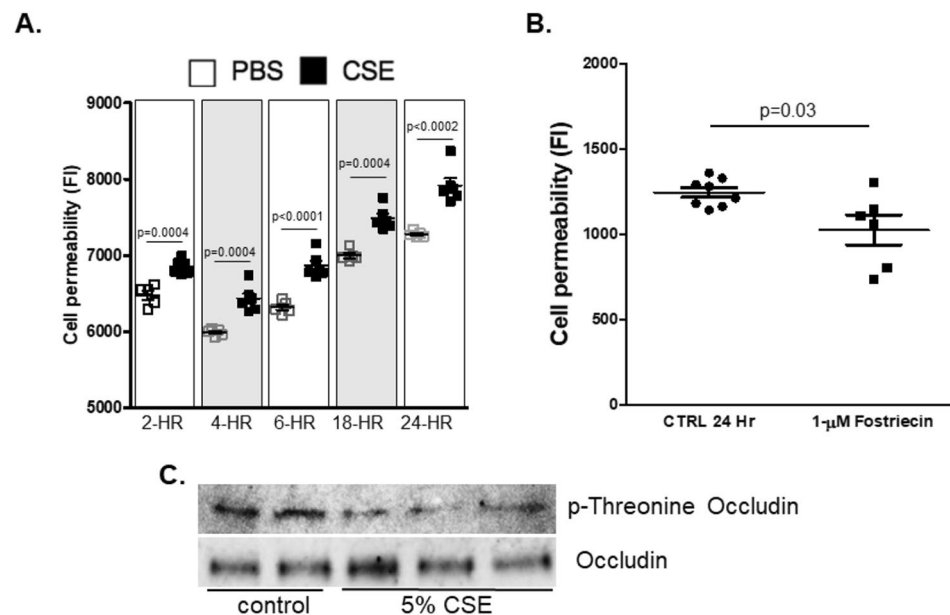 A.
PBS CSE
Cell permeability (FI)
9000
8000
7000
6000
5000
p=0.0004
p=0.0004
p<0.0001
p=0.0004
p<0.0002
2-HR 4-HR 6-HR 18-HR 24-HR
B.
Cell permeability (FI)
2000
1500
1000
500
0
p=0.03
CTRL 24 Hr 1-µM Fostriecin
C.
p-Threonine Occludin
Occludin
control 5% CSE